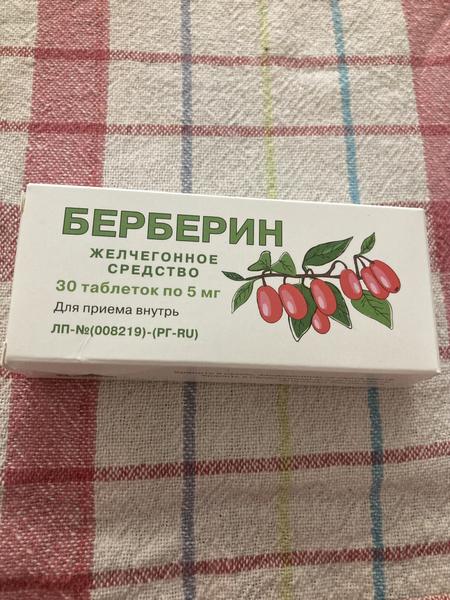 БЕРБЕРИН
ЖЕЛЧЕГОННОЕ
СРЕДСТВО
30 таблеток по 5 мг
Для приема внутрь
ЛП-№(008219)-(РГ-RU)